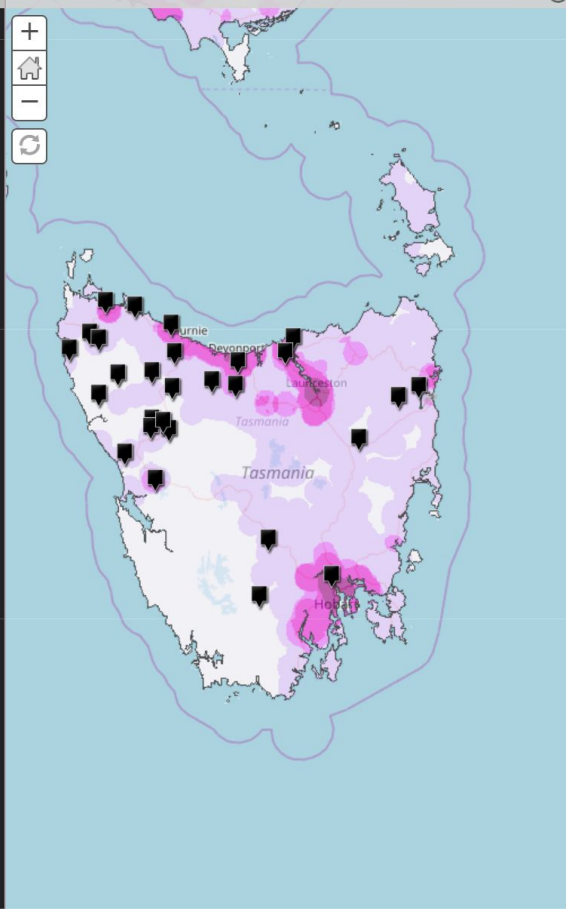 +
−
urnie
Devonport
Launceston
Tasmania
Tasmania
Hobart